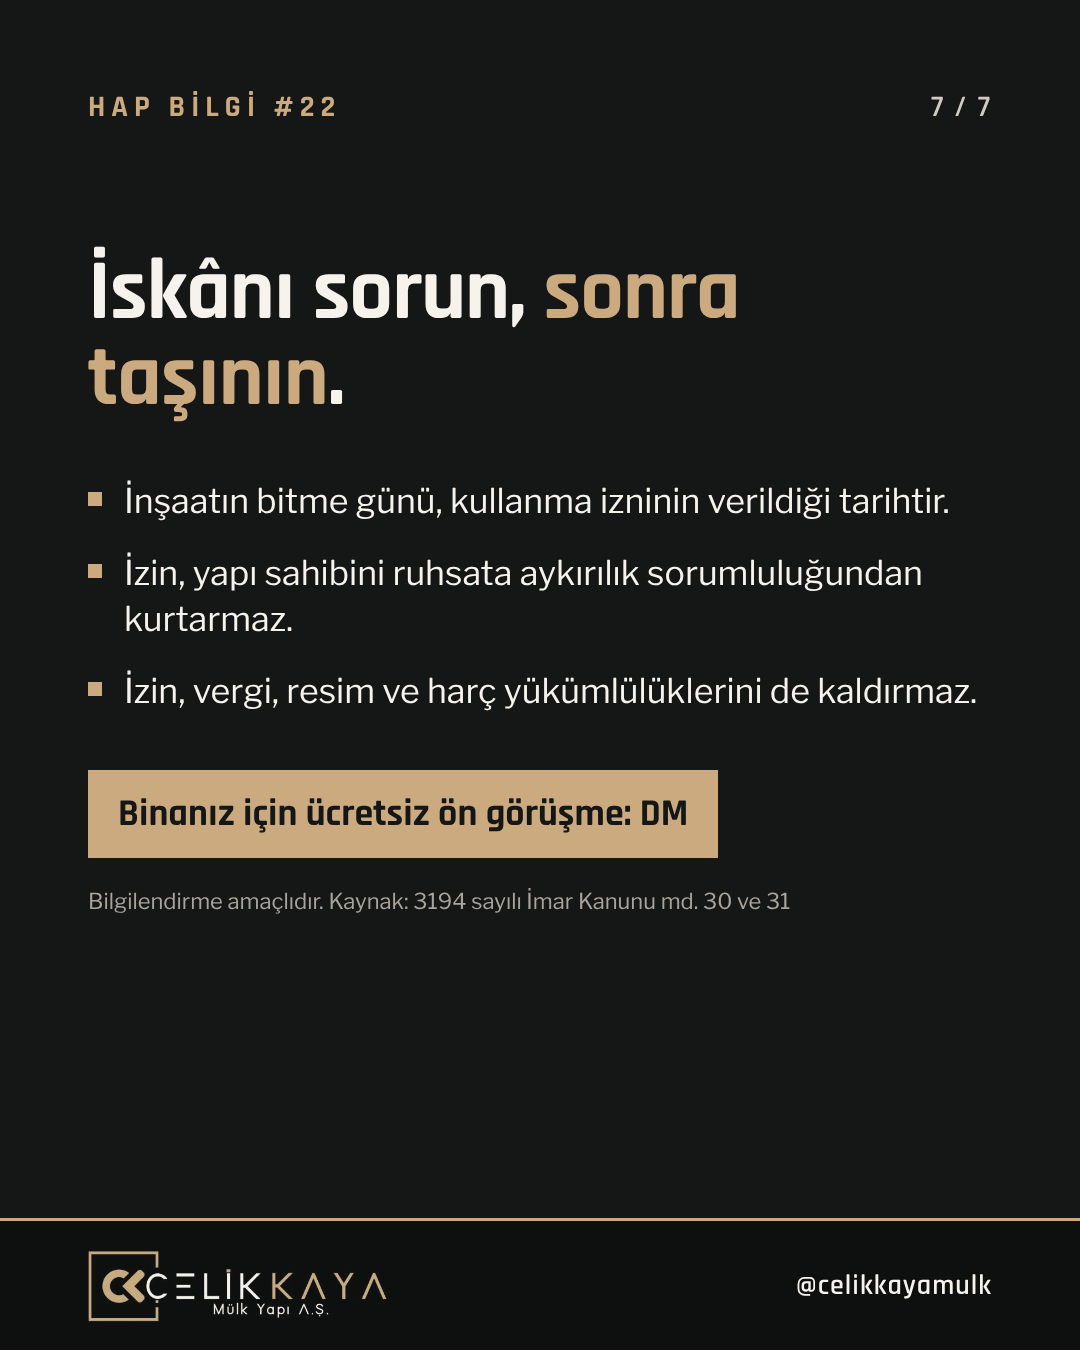 HAP BİLGİ #22
7 / 7
İskânı sorun, sonra
taşının.
İnşaatın bitme günü, kullanma izninin verildiği tarihtir.
İzin, yapı sahibini ruhsata aykırılık sorumluluğundan
kurtarmaz.
İzin, vergi, resim ve harç yükümlülüklerini de kaldırmaz.
Binanız için ücretsiz ön görüşme: DM
Bilgilendirme amaçlıdır. Kaynak: 3194 sayılı İmar Kanunu md. 30 ve 31
ÇELİKKAYA
Mülk Yapı A.Ş.
@celikkayamulk